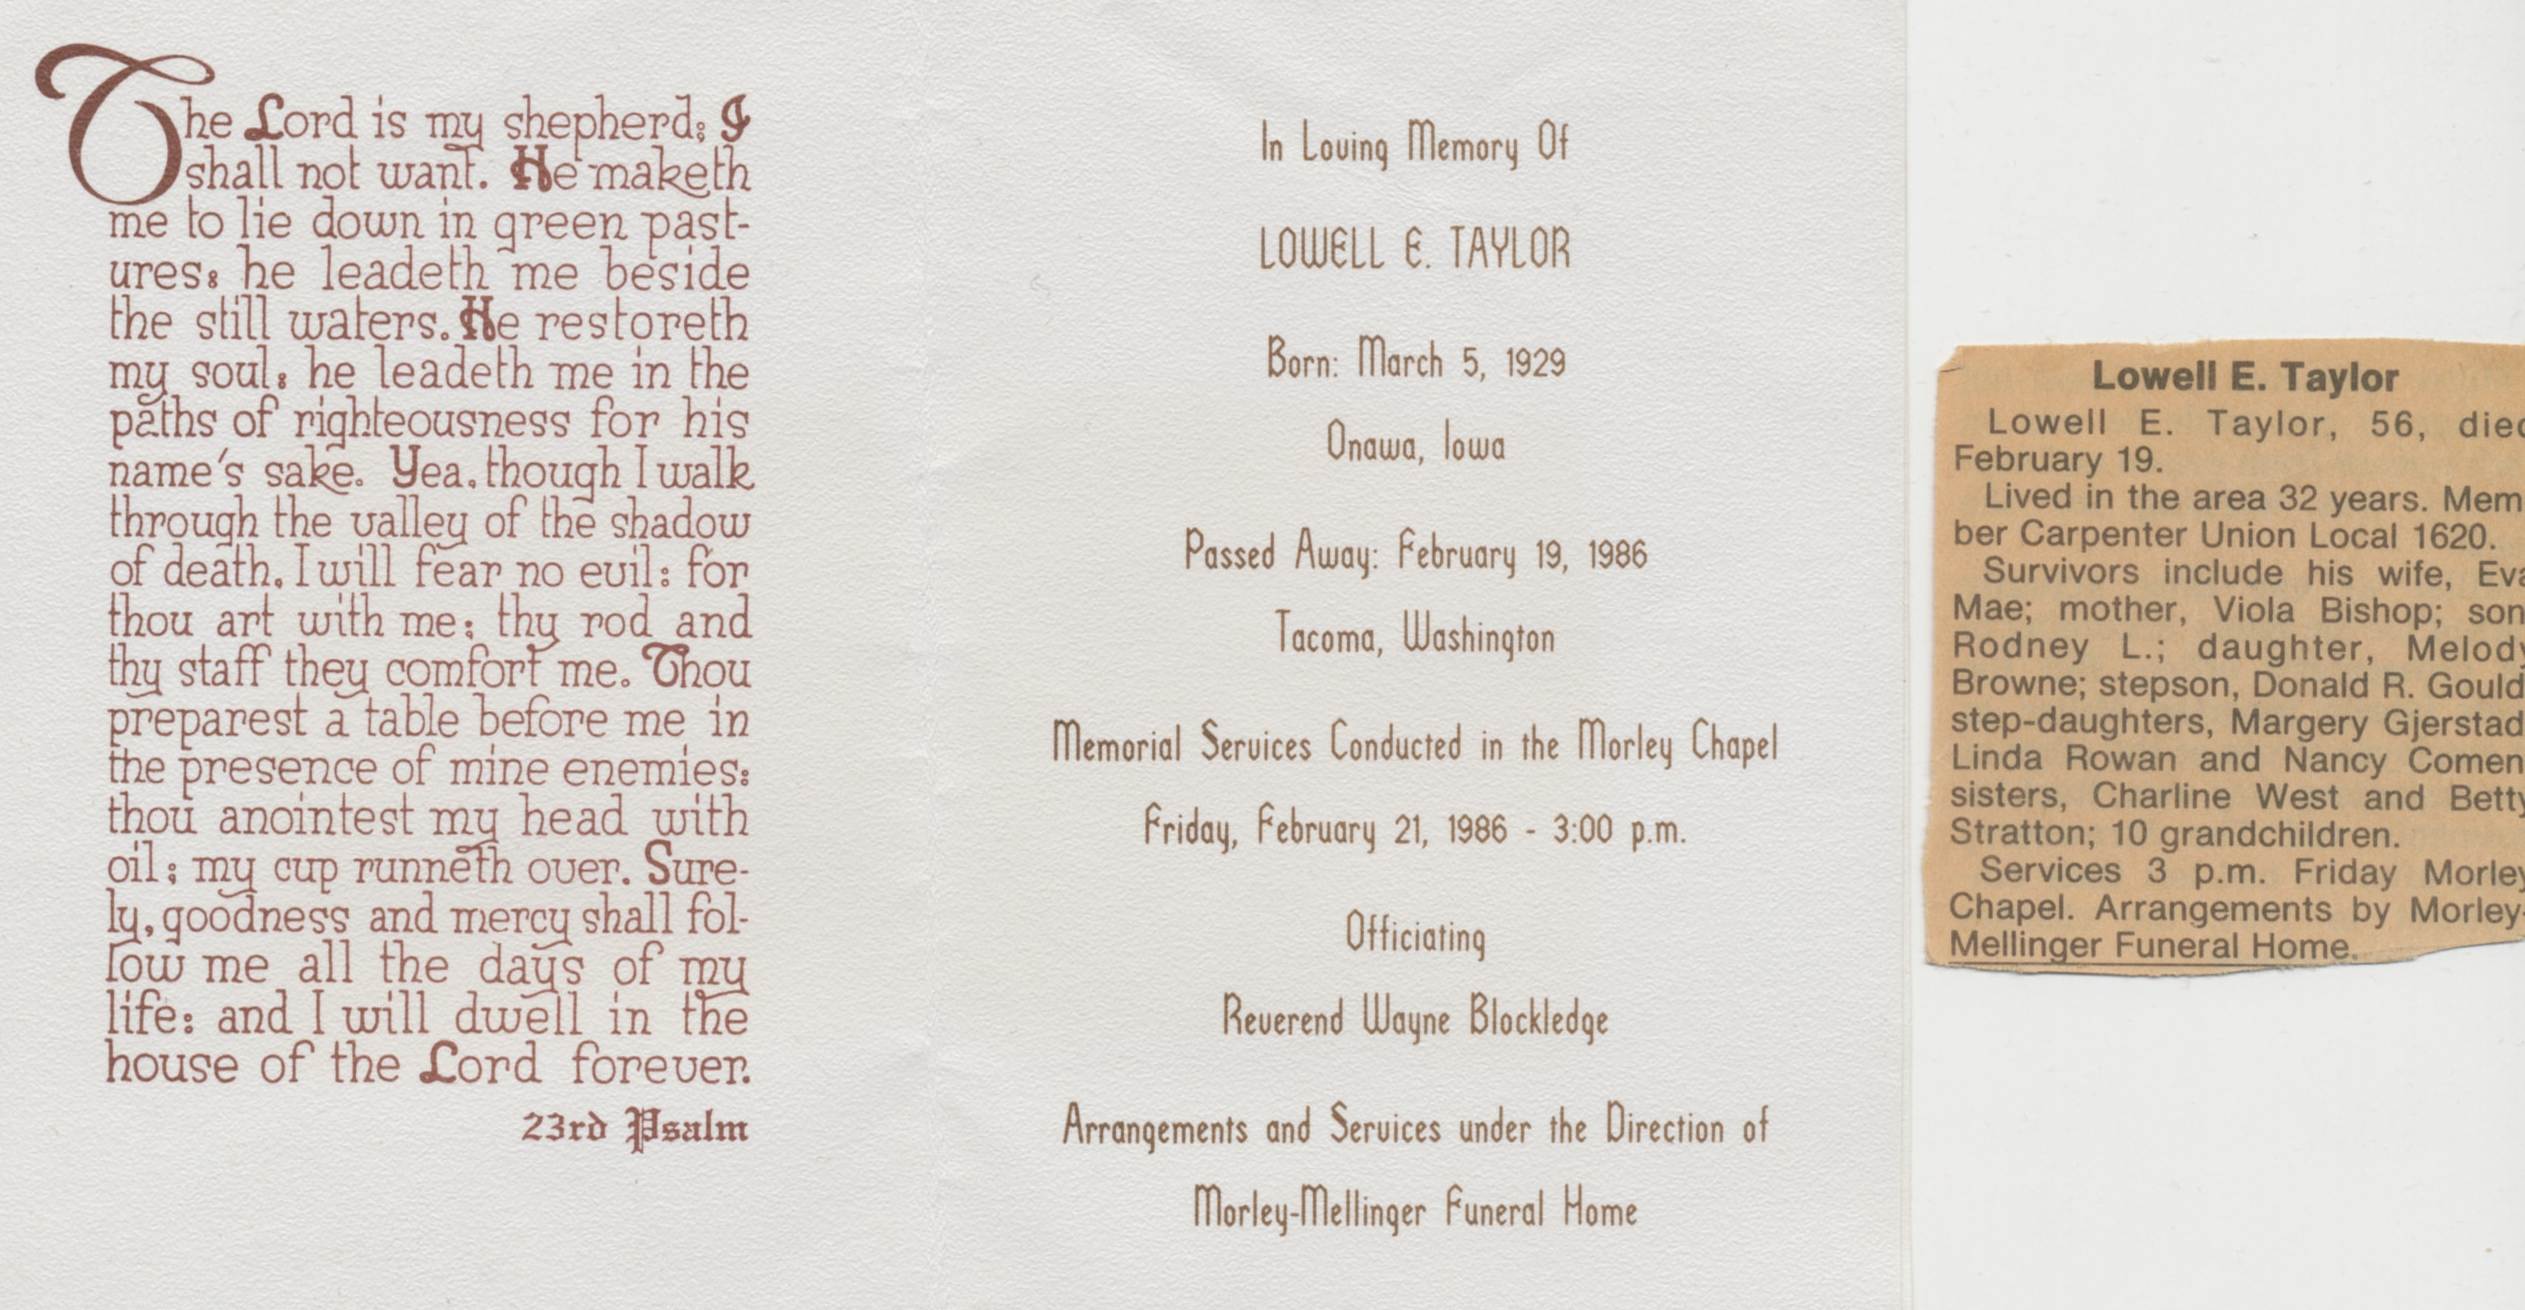 The Lord is my shepherd; I
shall not want. He maketh
me to lie down in green past-
ures: he leadeth me beside
the still waters. He restoreth
my soul: he leadeth me in the
paths of righteousness for his
name's sake. Yea, though I walk
through the valley of the shadow
of death, I will fear no evil: for
thou art with me; thy rod and
thy staff they comfort me. Thou
preparest a table before me in
the presence of mine enemies:
thou anointest my head with
oil; my cup runneth over. Sure-
ly, goodness and mercy shall fol-
low me all the days of my
life: and I will dwell in the
house of the Lord forever.
23rd Psalm
In Loving Memory Of
LOWELL E. TAYLOR
Born: March 5, 1929
Onawa, Iowa
Passed Away: February 19, 1986
Tacoma, Washington
Memorial Services Conducted in the Morley Chapel
Friday, February 21, 1986 - 3:00 p.m.
Officiating
Reverend Wayne Blockledge
Arrangements and Services under the Direction of
Morley-Mellinger Funeral Home
Lowell E. Taylor
Lowell E. Taylor, 56, died
February 19.
Lived in the area 32 years. Mem-
ber Carpenter Union Local 1620.
Survivors include his wife, Eva
Mae; mother, Viola Bishop; son,
Rodney L.; daughter, Melody
Browne; stepson, Donald R. Gould
step-daughters, Margery Gjerstad
Linda Rowan and Nancy Comen
sisters, Charline West and Betty
Stratton; 10 grandchildren.
Services 3 p.m. Friday Morley
Chapel. Arrangements by Morley-
Mellinger Funeral Home.